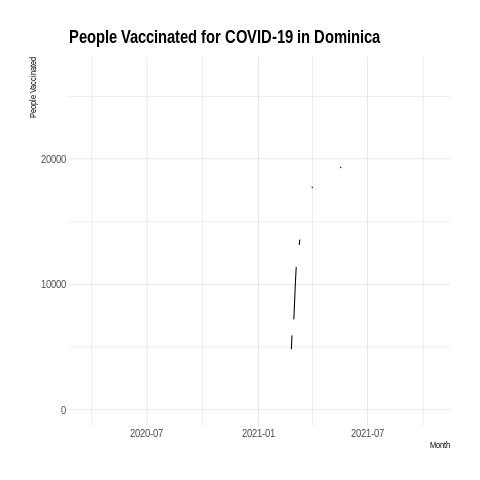 People Vaccinated for COVID-19 in Dominica
People Vaccinated
20000
10000
0
2020-07
2021-01
2021-07
Month